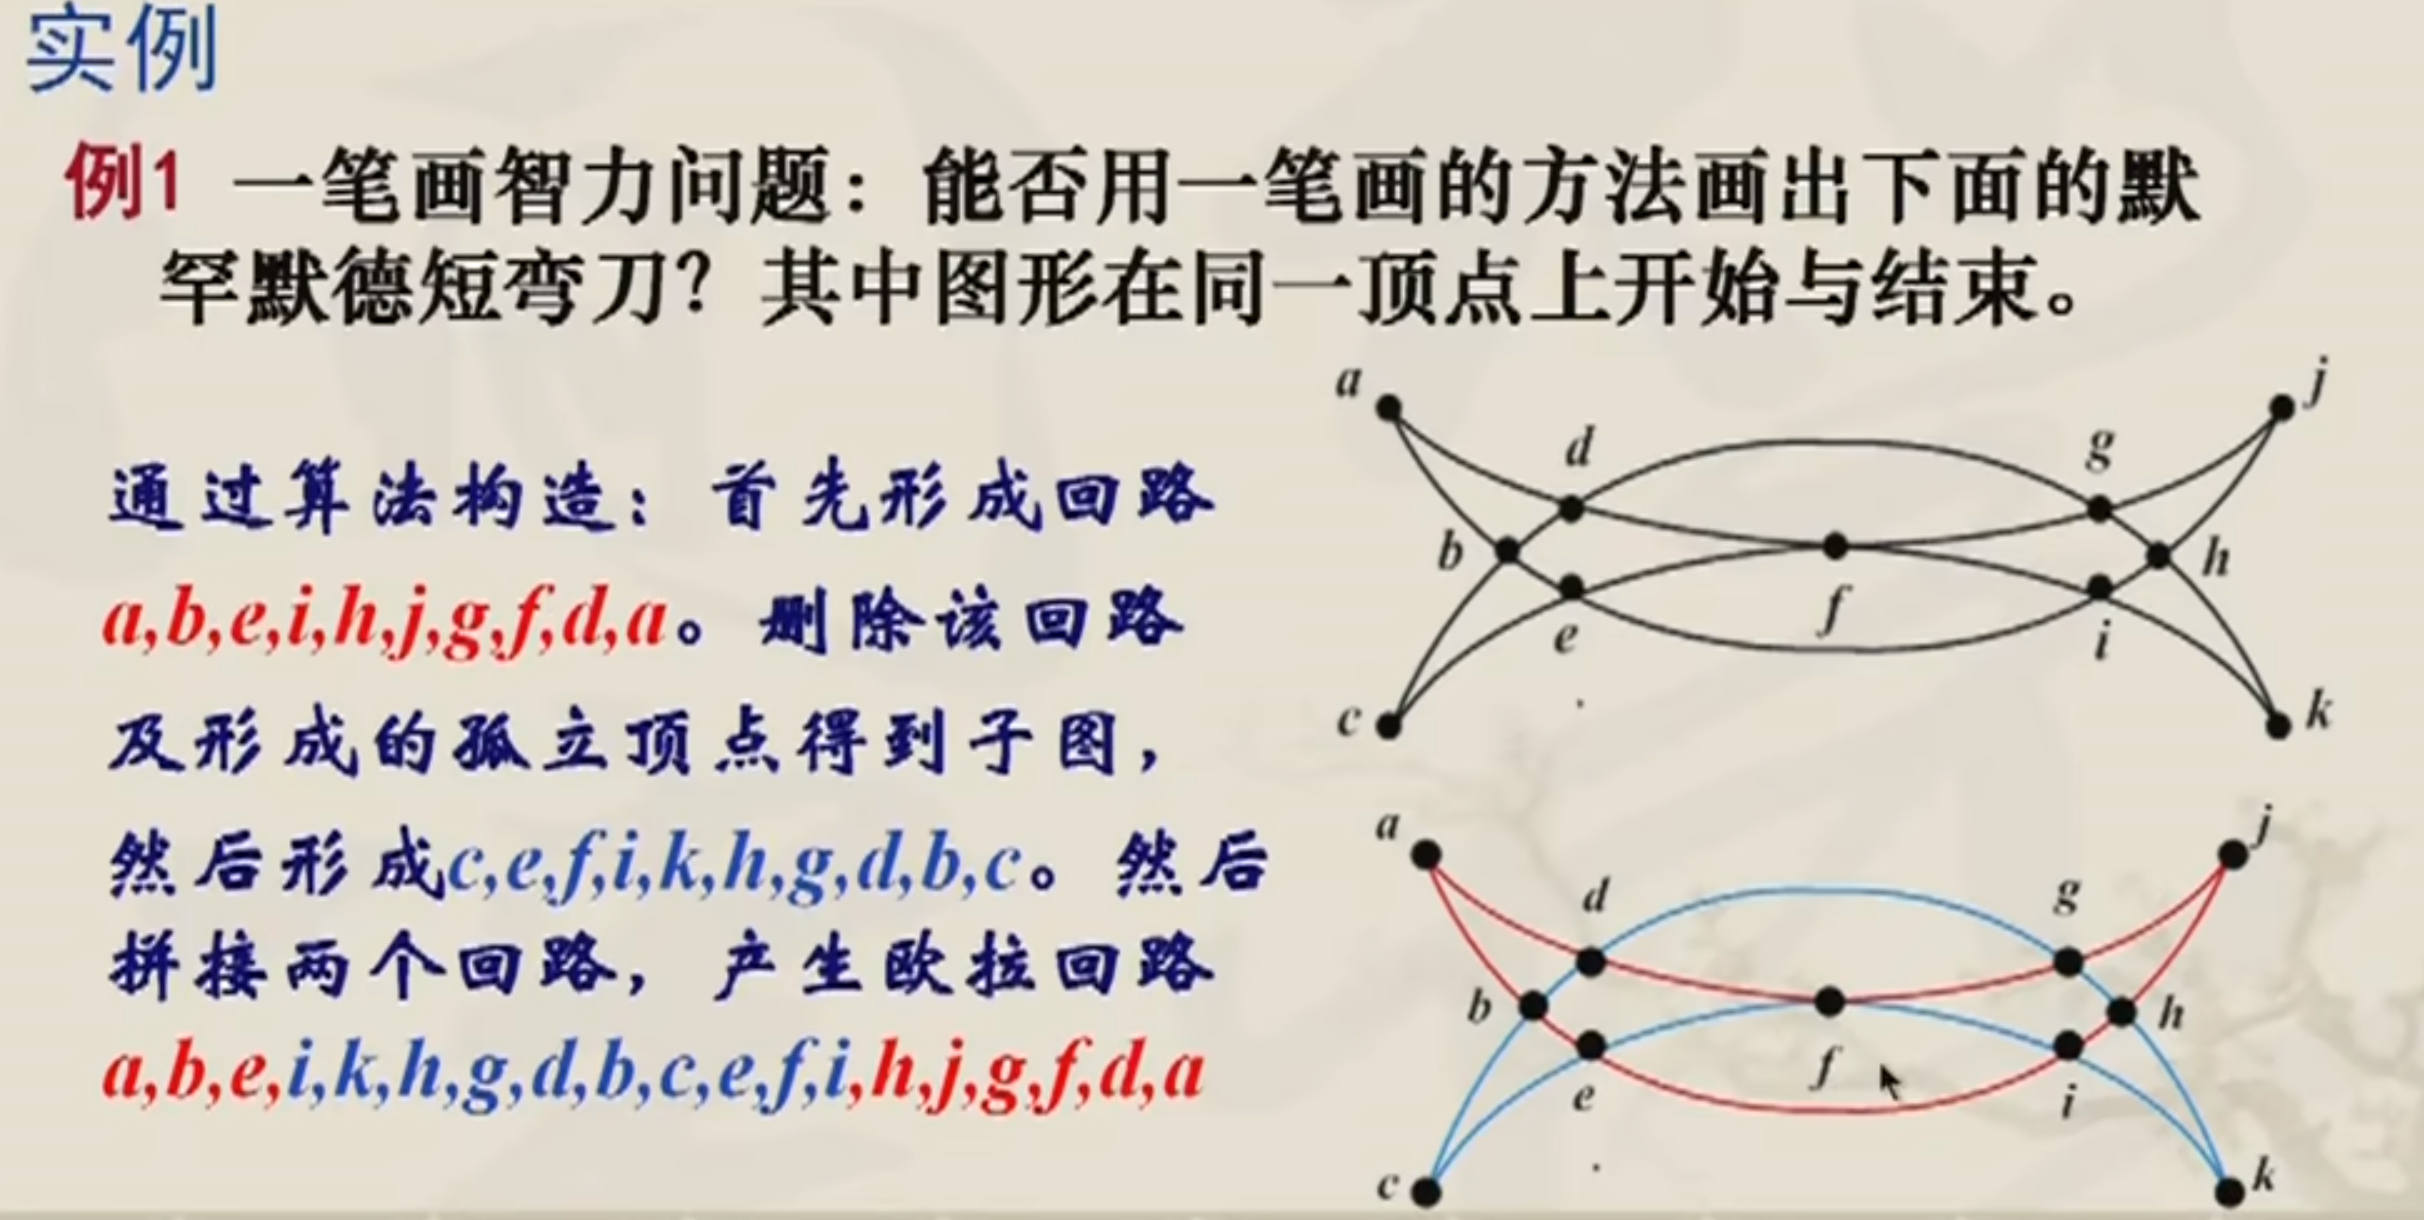 实例
例1 一笔画智力问题：能否用一笔画的方法画出下面的默
罕默德短弯刀？其中图形在同一顶点上开始与结束。
通过算法构造：首先形成回路
a,b,e,i,h,j,g,f,d,a。删除该回路
及形成的孤立顶点得到子图，
然后形成c,e,f,i,k,h,g,d,b,c。然后
拼接两个回路，产生欧拉回路
a,b,e,i,k,h,g,d,b,c,e,f,i,h,j,g,f,d,a
a
j
d
g
b
h
f
e
i
c
k
a
j
d
g
b
h
f
e
i
c
k